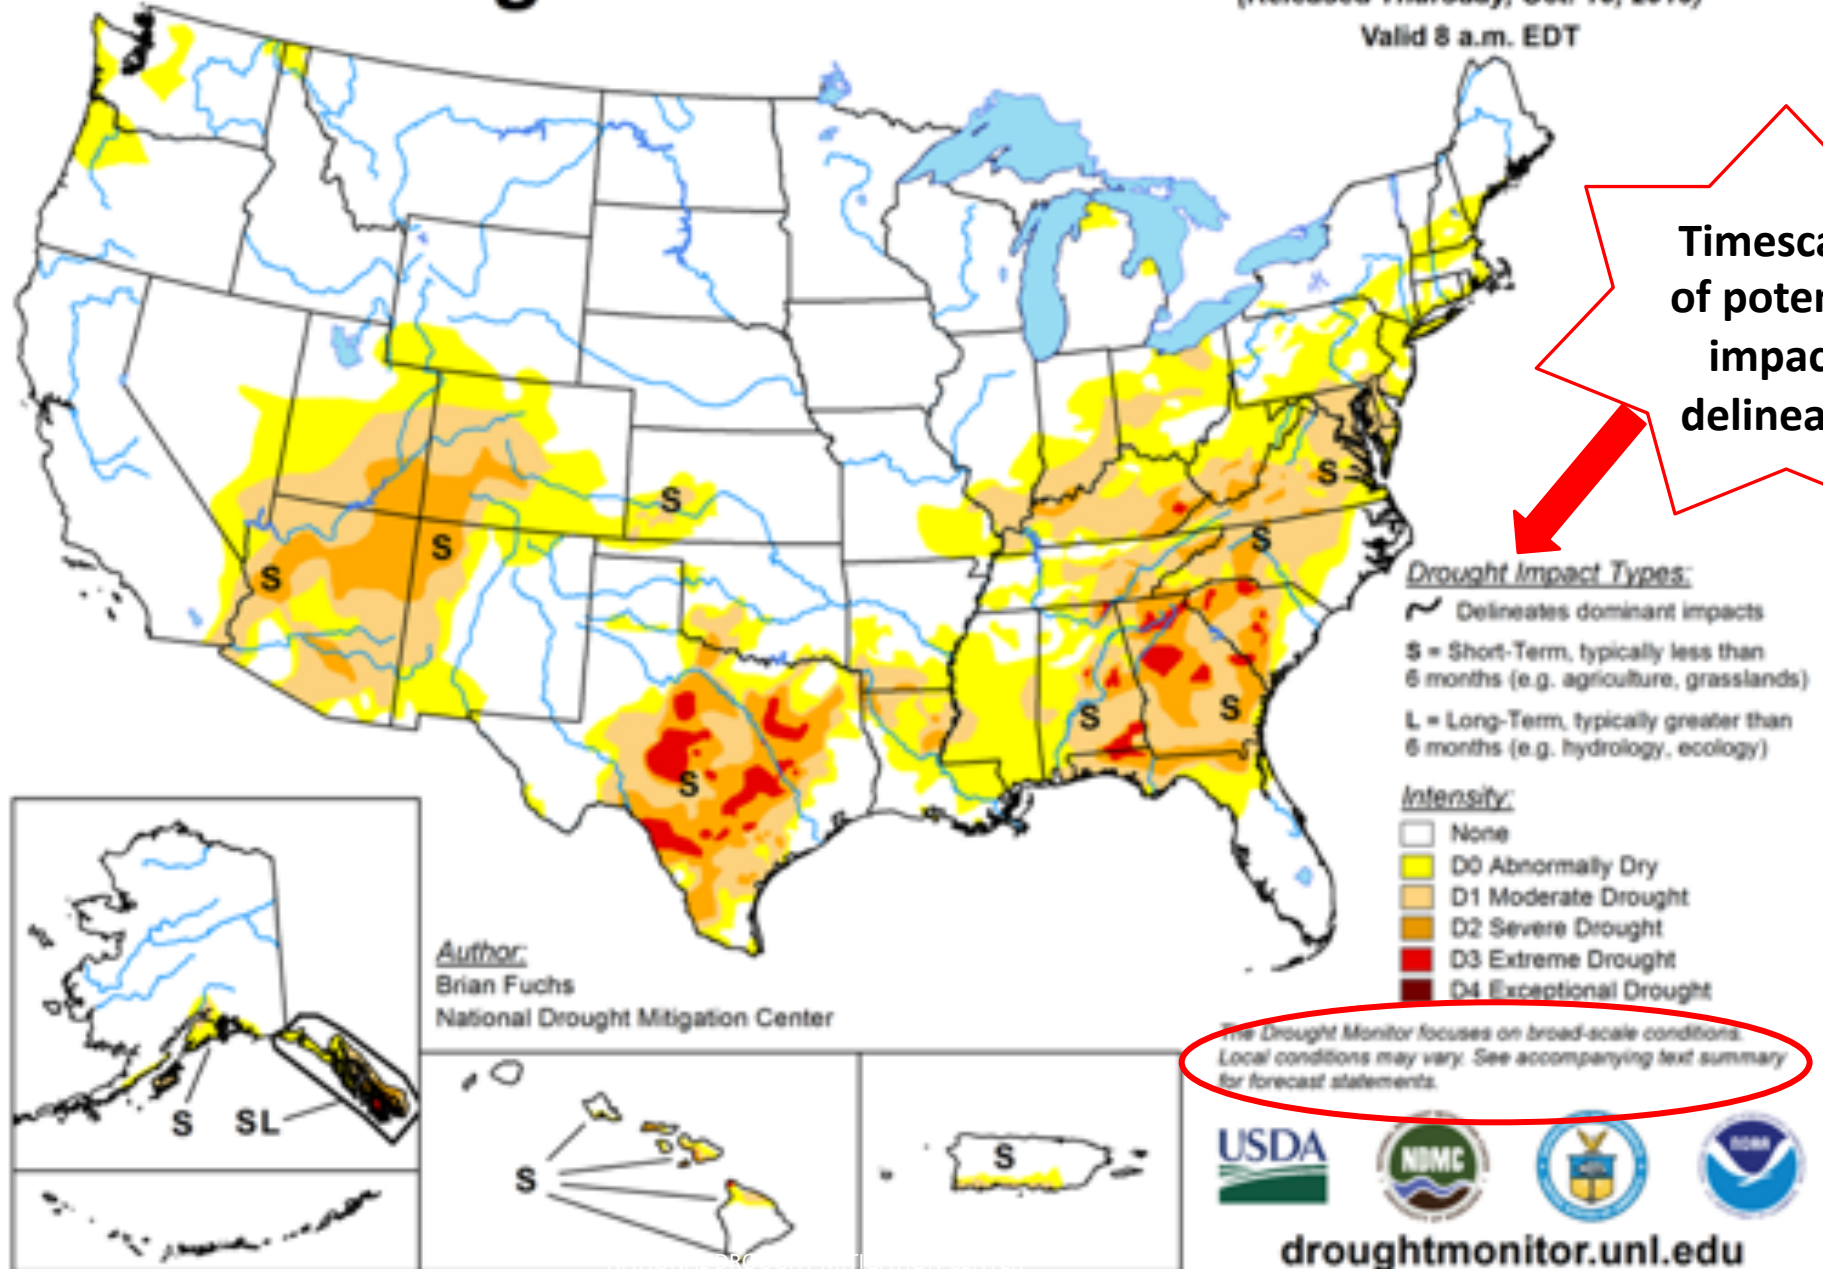 Valid 8 a.m. EDT
of
Drought Impact Types:
Delineates dominant impacts
S = Short-Term, typically less than
6 months (e.g. agriculture, grasslands)
L = Long-Term, typically greater than
6 months (e.g. hydrology, ecology)
Intensity:
None
D0 Abnormally Dry
D1 Moderate Drought
D2 Severe Drought
D3 Extreme Drought
D4 Exceptional Drought
The Drought Monitor focuses on broad-scale conditions.
Local conditions may vary. See accompanying text summary
for forecast statements.
S
S
S
S
S
S
S
S
S
Author:
Brian Fuchs
National Drought Mitigation Center
S
SL
S
S
USDA
NDMC
NOAA
droughtmonitor.unl.edu